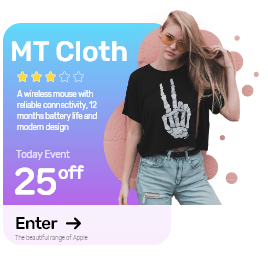 MT Cloth
A wireless mouse with
reliable connectivity, 12
months battery life and
modern design
Today Event
25off
Enter
The beautiful range of Apple